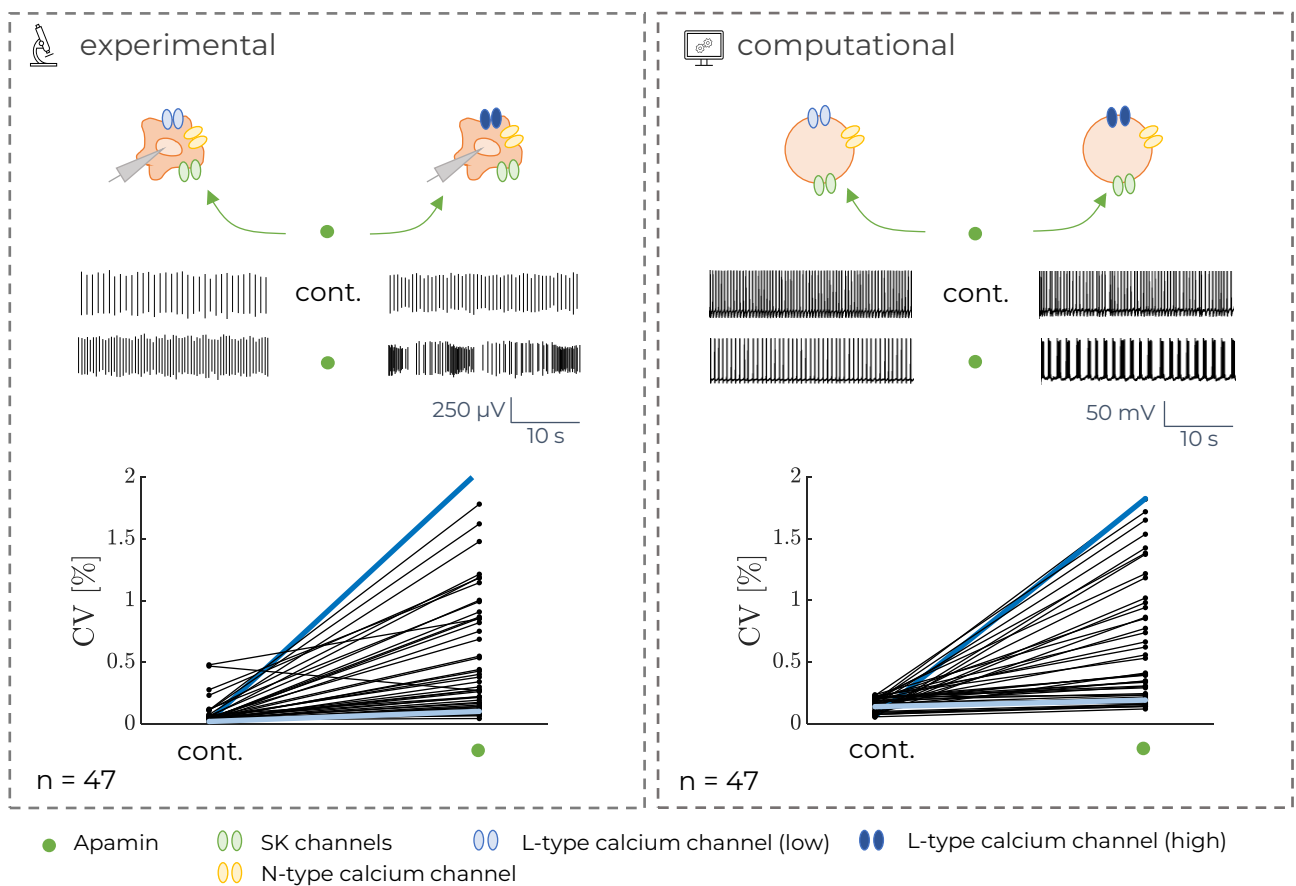 experimental
computational
cont.
cont.
250 µV
10 s
50 mV
10 s
2
1.5
1
0.5
0
CV [%]
cont.
n = 47
2
1.5
1
0.5
0
CV [%]
cont.
n = 47
Apamin
SK channels
L-type calcium channel (low)
L-type calcium channel (high)
N-type calcium channel